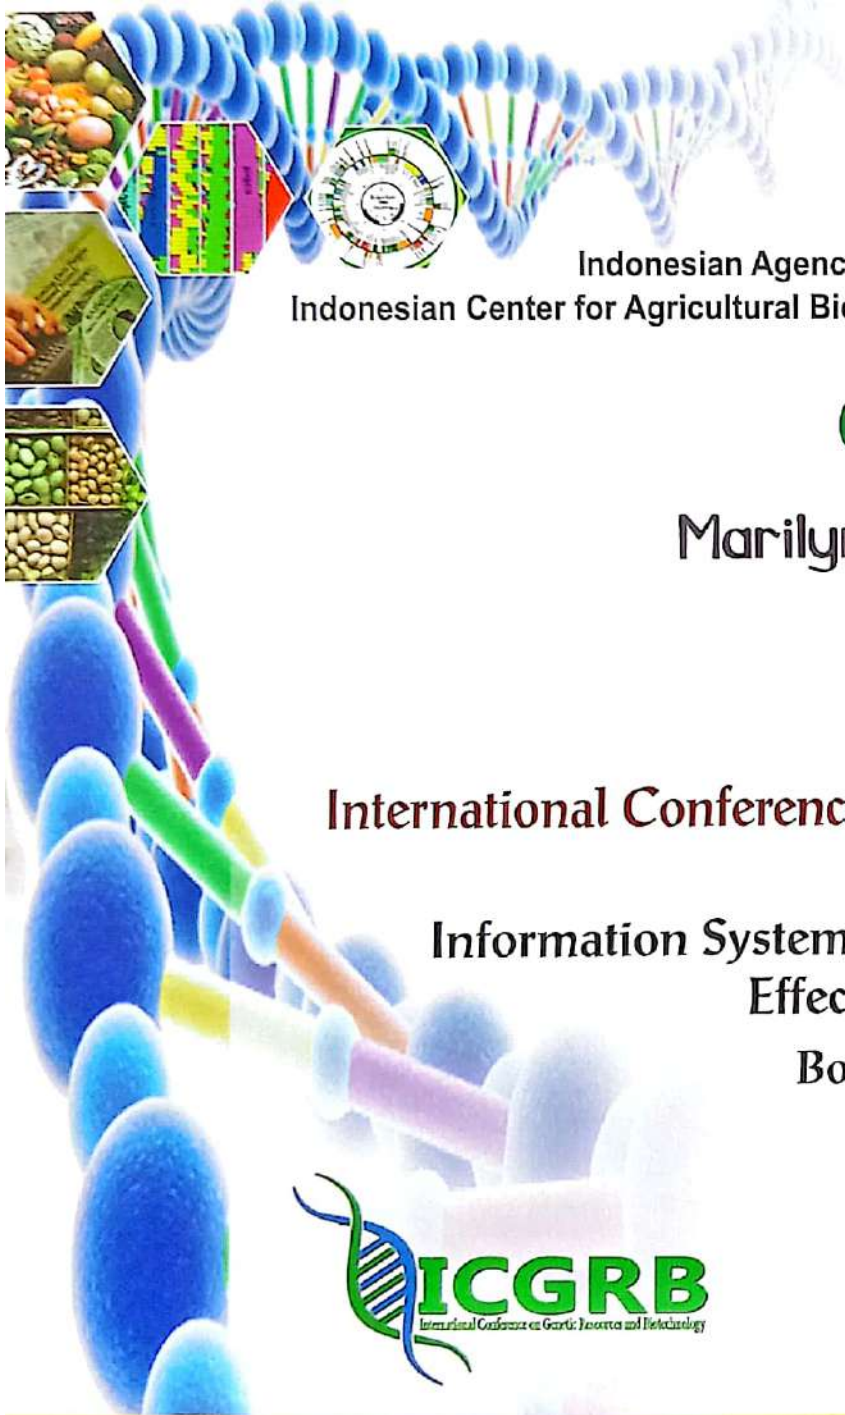 Indonesian Agenc
Indonesian Center for Agricultural Bi
Marily
International Conferenc
Information System
Effec
Bo
ICGRB
International Conference on Genetic Resources and Biotechnology